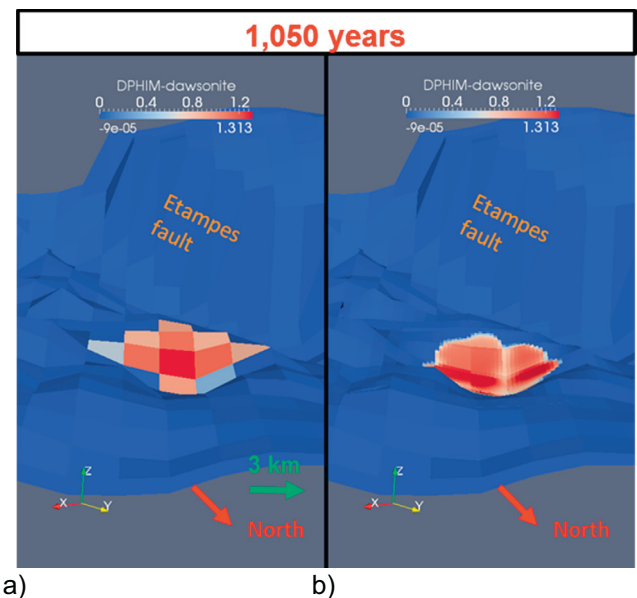 1,050 years
DPHIM-dawsonite
0 0.4 0.8 1.2
-9e-05 1.313
Etampes
fault
3 km
Z
X
Y
North
a)
DPHIM-dawsonite
0 0.4 0.8 1.2
-9e-05 1.313
Etampes
fault
Z
X
Y
North
b)